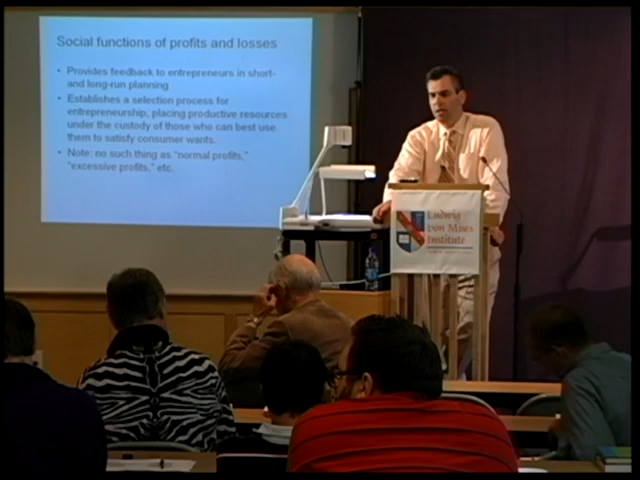 Social functions of profits and losses
• Provides feedback to entrepreneurs in short-
and long-run planning
• Establishes a selection process for
entrepreneurship, placing productive resources
under the custody of those who can best use
them to satisfy consumer wants.
• Note: no such thing as "normal profits,"
"excessive profits," etc.
Ludwig
von Mises
Institute